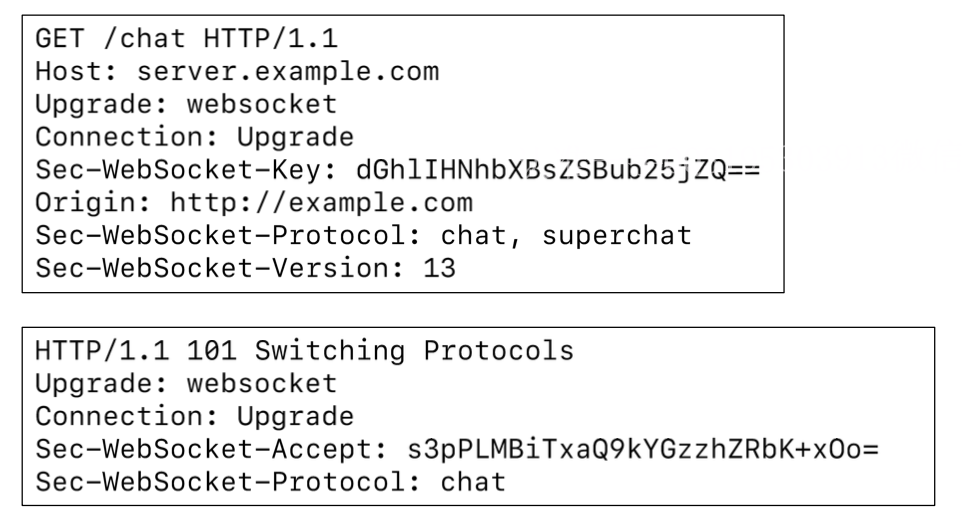 GET /chat HTTP/1.1
Host: server.example.com
Upgrade: websocket
Connection: Upgrade
Sec-WebSocket-Key: dGhlIHNhbXBsZSBub25jZQ==
Origin: http://example.com
Sec-WebSocket-Protocol: chat, superchat
Sec-WebSocket-Version: 13
HTTP/1.1 101 Switching Protocols
Upgrade: websocket
Connection: Upgrade
Sec-WebSocket-Accept: s3pPLMBiTxaQ9kYGzzhZRbK+xOo=
Sec-WebSocket-Protocol: chat